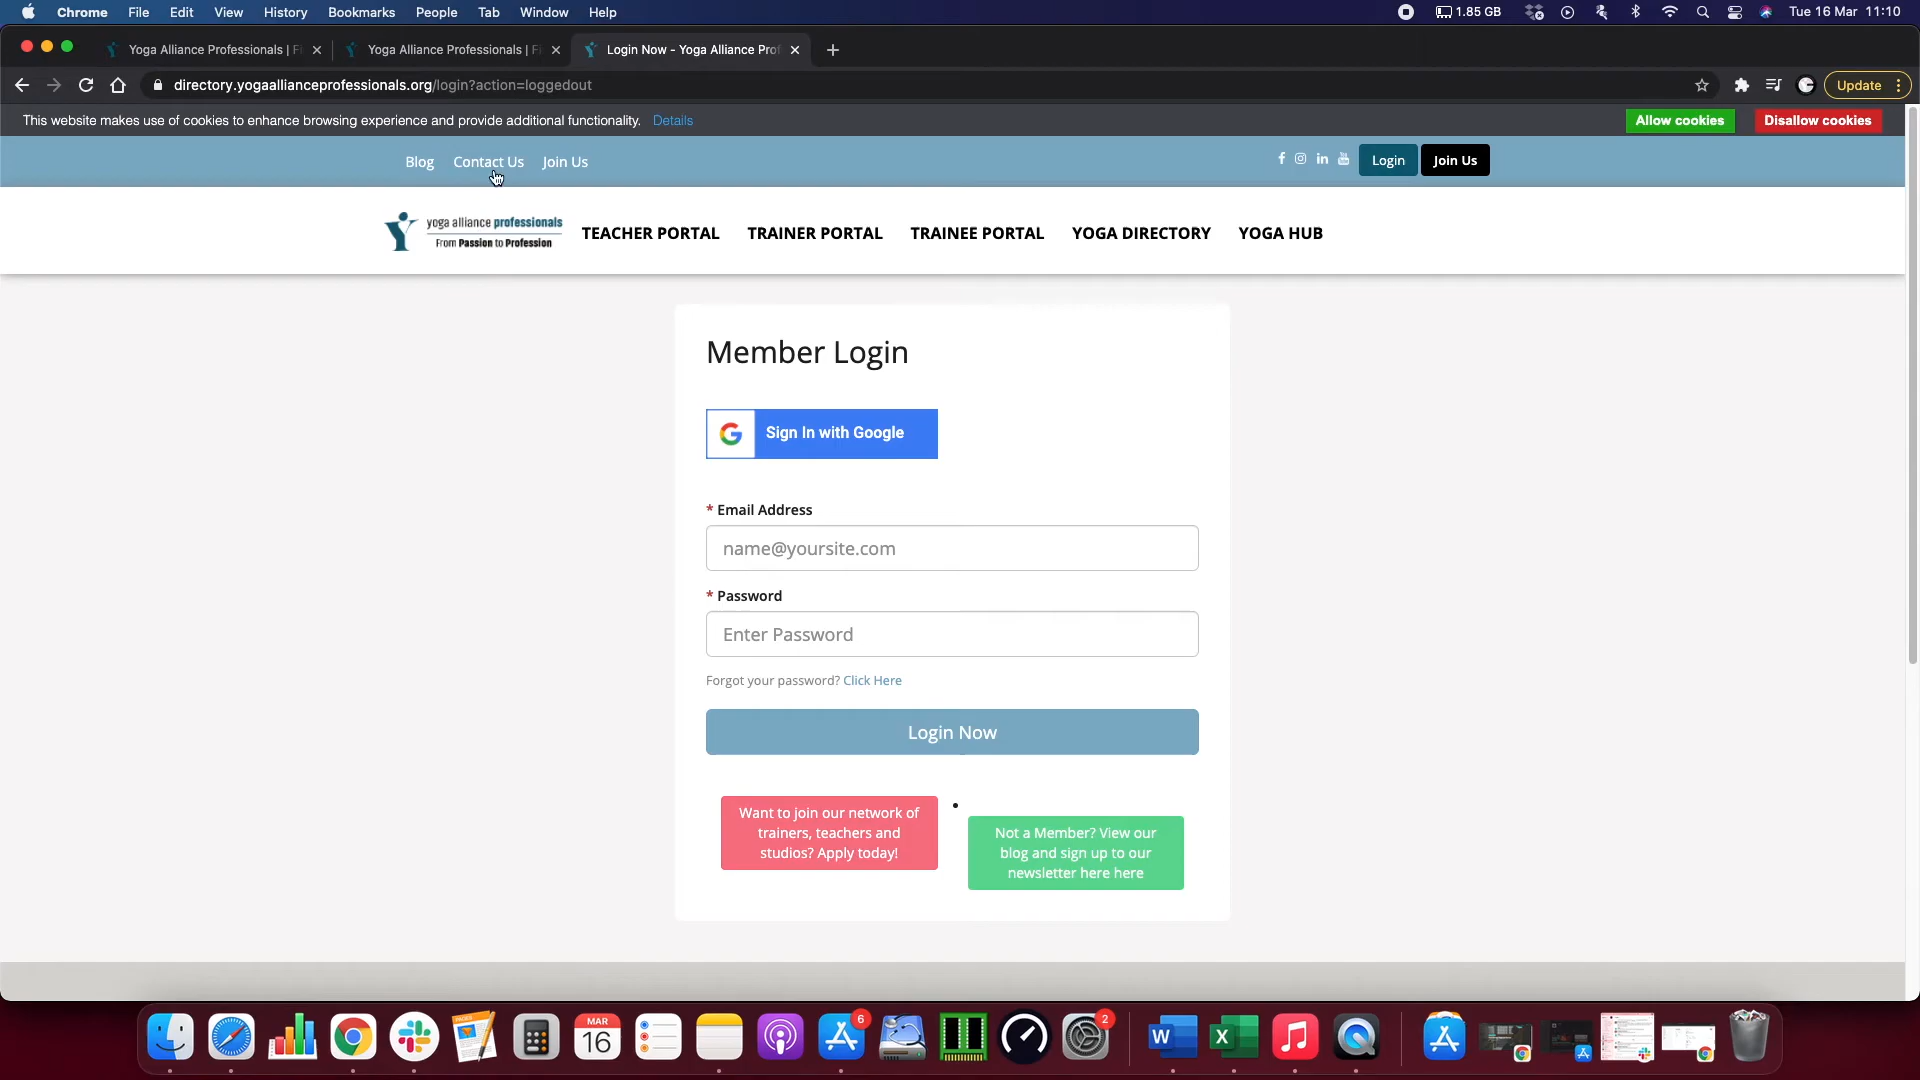 Chrome File Edit View History Bookmarks People Tab Window Help 1.85 GB Tue 16 Mar 11:10
Yoga Alliance Professionals | Fi Yoga Alliance Professionals | Fi Login Now - Yoga Alliance Prof
directory.yogaallianceprofessionals.org/login?action=loggedout Update
This website makes use of cookies to enhance browsing experience and provide additional functionality. Details Allow cookies Disallow cookies
Blog Contact Us Join Us Login Join Us
yoga alliance professionals
From Passion to Profession
TEACHER PORTAL TRAINER PORTAL TRAINEE PORTAL YOGA DIRECTORY YOGA HUB
Member Login
G Sign In with Google
* Email Address
name@yoursite.com
* Password
Enter Password
Forgot your password? Click Here
Login Now
Want to join our network of
trainers, teachers and
studios? Apply today!
Not a Member? View our
blog and sign up to our
newsletter here here
PAGES MAR 16 6 2 W X